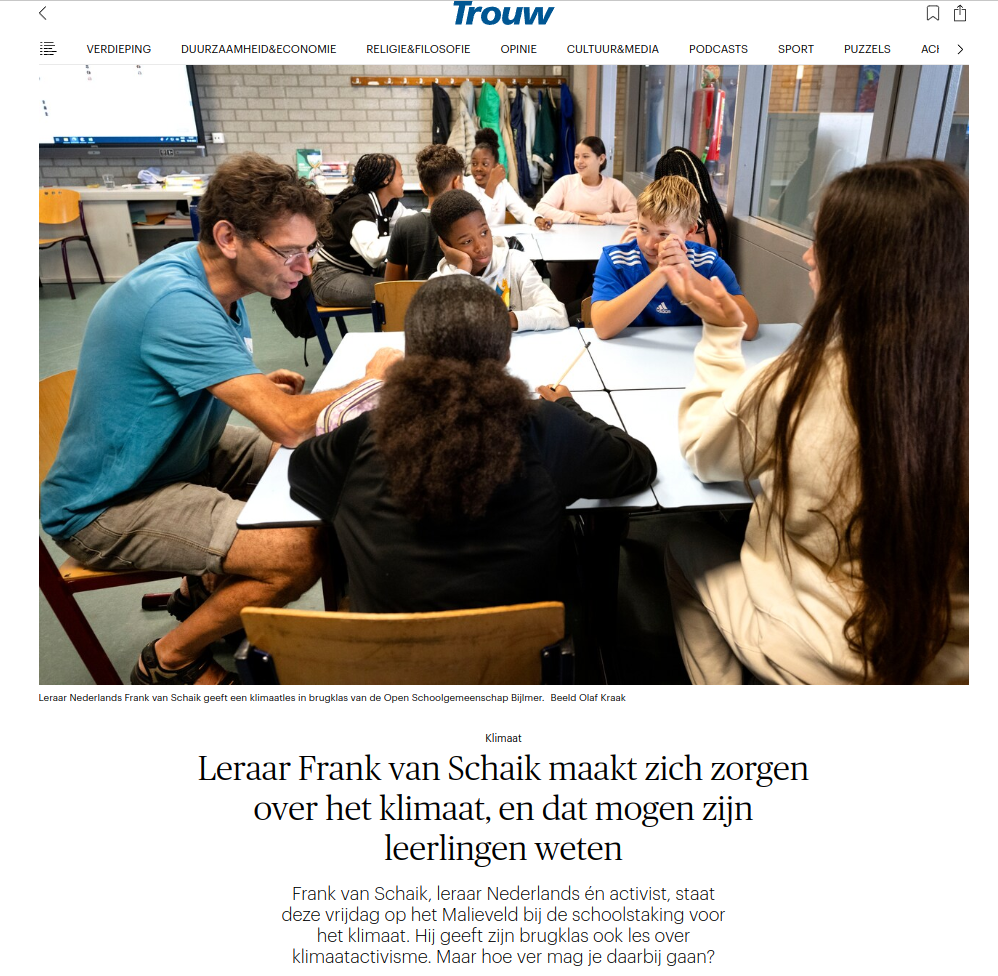 Trouw
VERDIEPING DUURZAAMHEID&ECONOMIE RELIGIE&FILOSOFIE OPINIE CULTUUR&MEDIA PODCASTS SPORT PUZZELS ACH
Leraar Nederlands Frank van Schaik geeft een klimaatles in brugklas van de Open Schoolgemeenschap Bijlmer. Beeld Olaf Kraak
Klimaat
Leraar Frank van Schaik maakt zich zorgen
over het klimaat, en dat mogen zijn
leerlingen weten
Frank van Schaik, leraar Nederlands én activist, staat
deze vrijdag op het Malieveld bij de schoolstaking voor
het klimaat. Hij geeft zijn brugklas ook les over
klimaatactivisme. Maar hoe ver mag je daarbij gaan?